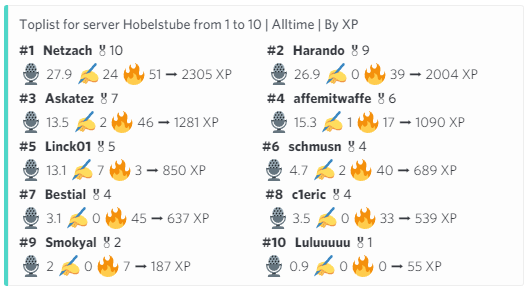 Toplist for server Hobelstube from 1 to 10 | Alltime | By XP
#1 Netzach 🎖10 #2 Harando 🎖9
🎙 27.9 ✍ 24 🔥 51 ➞ 2305 XP 🎙 26.9 ✍ 0 🔥 39 ➞ 2004 XP
#3 Askatez 🎖7 #4 affemitwaffe 🎖6
🎙 13.5 ✍ 2 🔥 46 ➞ 1281 XP 🎙 15.3 ✍ 1 🔥 17 ➞ 1090 XP
#5 Linck01 🎖5 #6 schmusn 🎖4
🎙 13.1 ✍ 7 🔥 3 ➞ 850 XP 🎙 4.7 ✍ 2 🔥 40 ➞ 689 XP
#7 Bestial 🎖4 #8 c1eric 🎖4
🎙 3.1 ✍ 0 🔥 45 ➞ 637 XP 🎙 3.5 ✍ 0 🔥 33 ➞ 539 XP
#9 Smokyal 🎖2 #10 Luluuuuu 🎖1
🎙 2 ✍ 0 🔥 7 ➞ 187 XP 🎙 0.9 ✍ 0 🔥 0 ➞ 55 XP